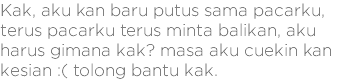 Kak, aku kan baru putus sama pacarku,
terus pacarku terus minta balikan, aku
harus gimana kak? masa aku cuekin kan
kesian :( tolong bantu kak.